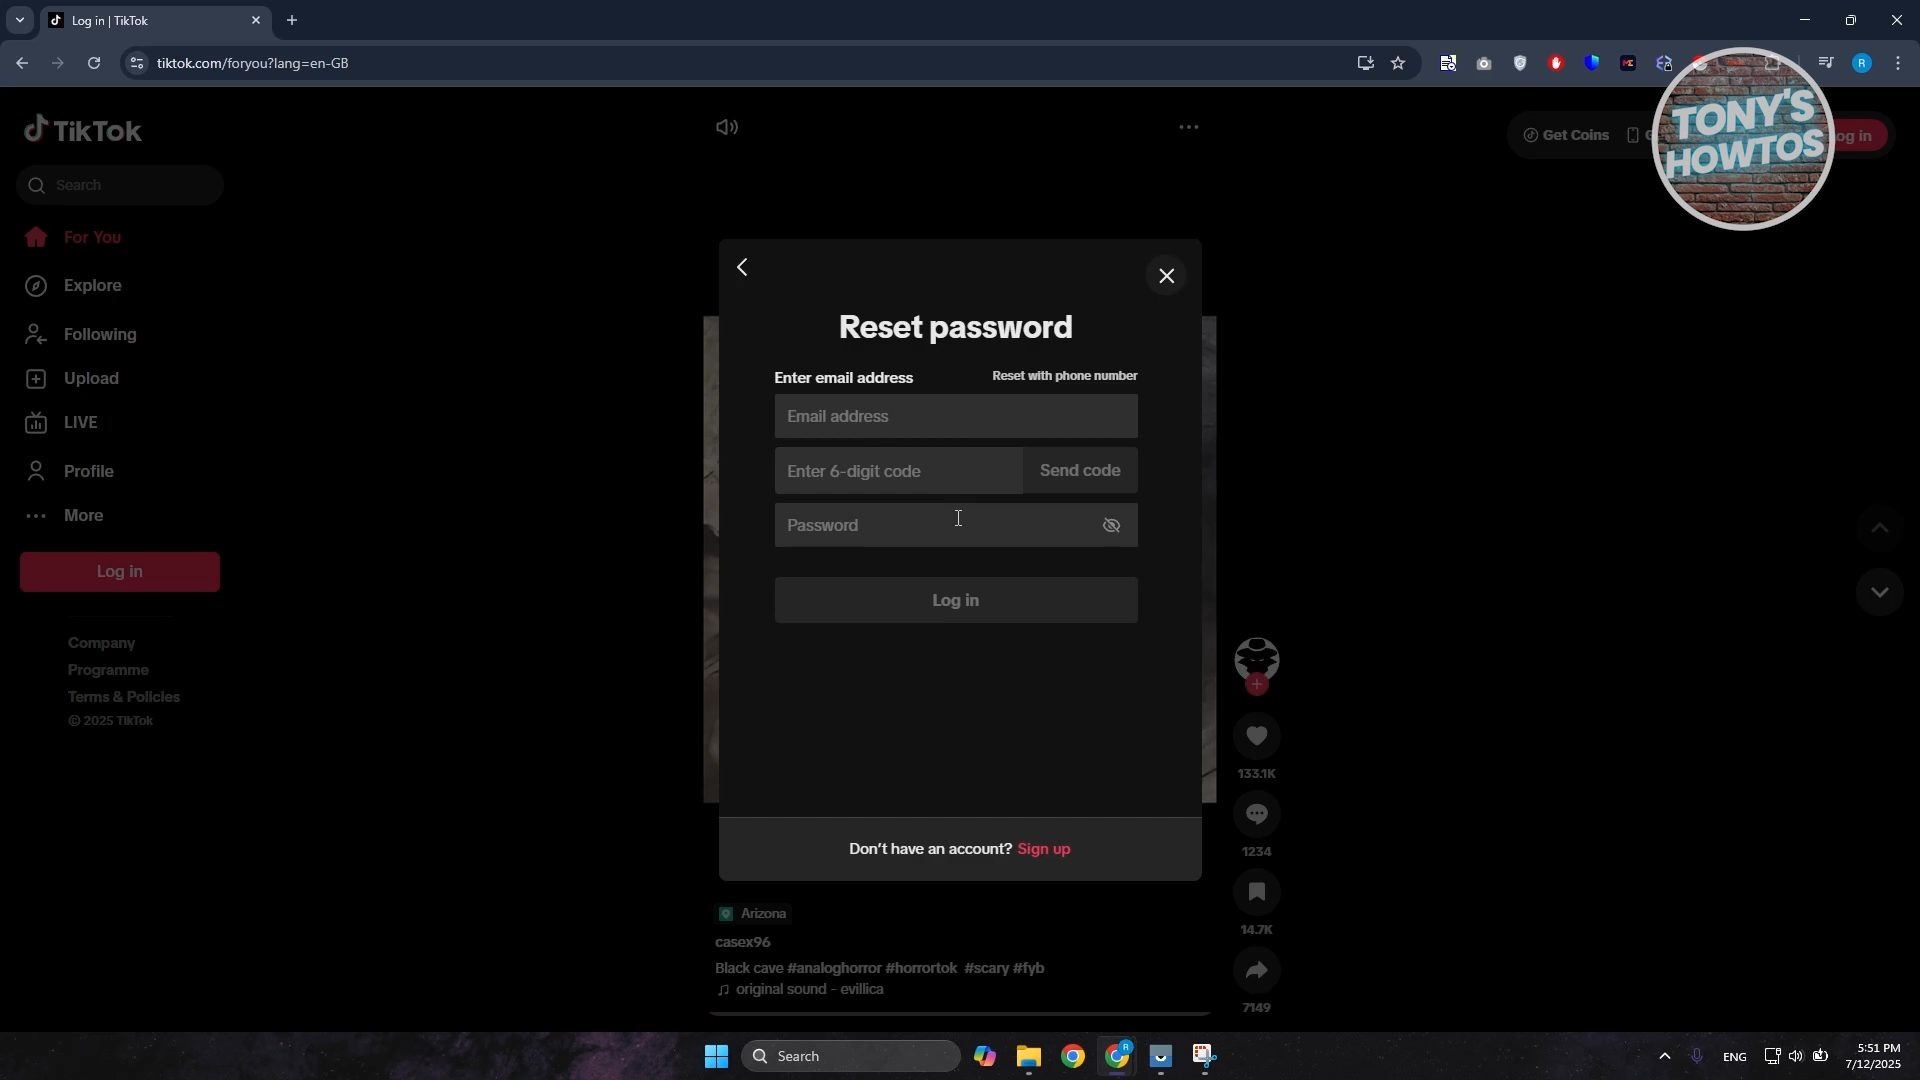 Log in | TikTok
tiktok.com/foryou?lang=en-GB
R
TikTok
Get Coins
Log in
TONY'S
HOWTOS
Search
For You
Explore
Following
Upload
LIVE
Profile
More
Log in
Company
Programme
Terms & Policies
© 2025 TikTok
Reset password
Enter email address
Reset with phone number
Email address
Enter 6-digit code
Send code
Password
Log in
Don't have an account? Sign up
133.1K
1234
14.7K
7149
Arizona
casex96
Black cave #analoghorror #horrortok #scary #fyb
original sound - evillica
Search
R
ENG
5:51 PM
7/12/2025